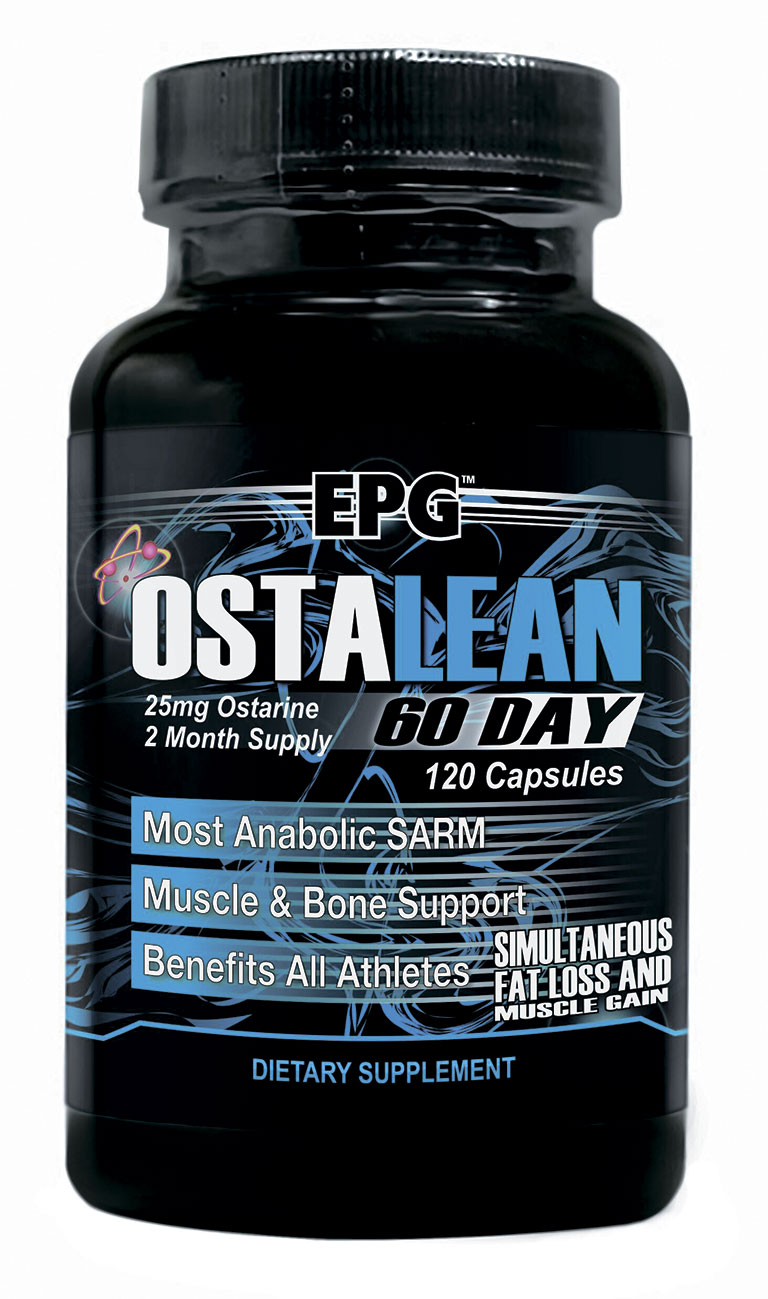 EPG™
OSTALEAN
25mg Ostarine
2 Month Supply
60 DAY
120 Capsules
Most Anabolic SARM
Muscle & Bone Support
Benefits All Athletes
SIMULTANEOUS
FAT LOSS AND
MUSCLE GAIN
DIETARY SUPPLEMENT